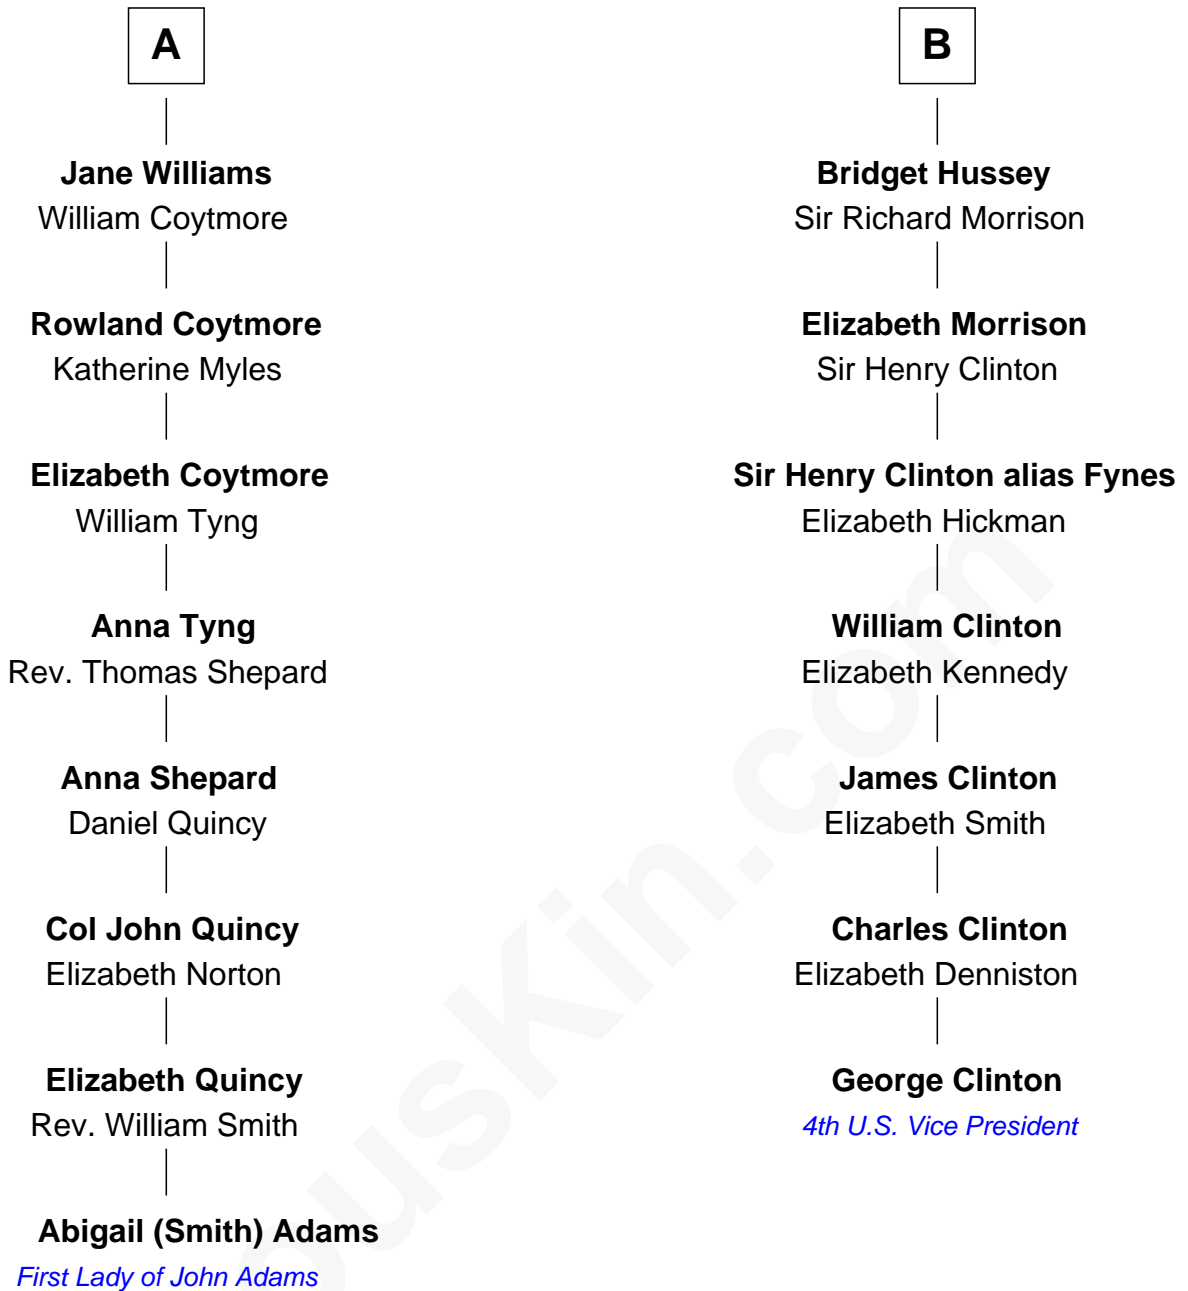 A
Jane Williams
William Coytmore
Rowland Coytmore
Katherine Myles
Elizabeth Coytmore
William Tyng
Anna Tyng
Rev. Thomas Shepard
Anna Shepard
Daniel Quincy
Col John Quincy
Elizabeth Norton
Elizabeth Quincy
Rev. William Smith
Abigail (Smith) Adams
First Lady of John Adams
B
Bridget Hussey
Sir Richard Morrison
Elizabeth Morrison
Sir Henry Clinton
Sir Henry Clinton alias Fynes
Elizabeth Hickman
William Clinton
Elizabeth Kennedy
James Clinton
Elizabeth Smith
Charles Clinton
Elizabeth Denniston
George Clinton
4th U.S. Vice President
ousKin.com